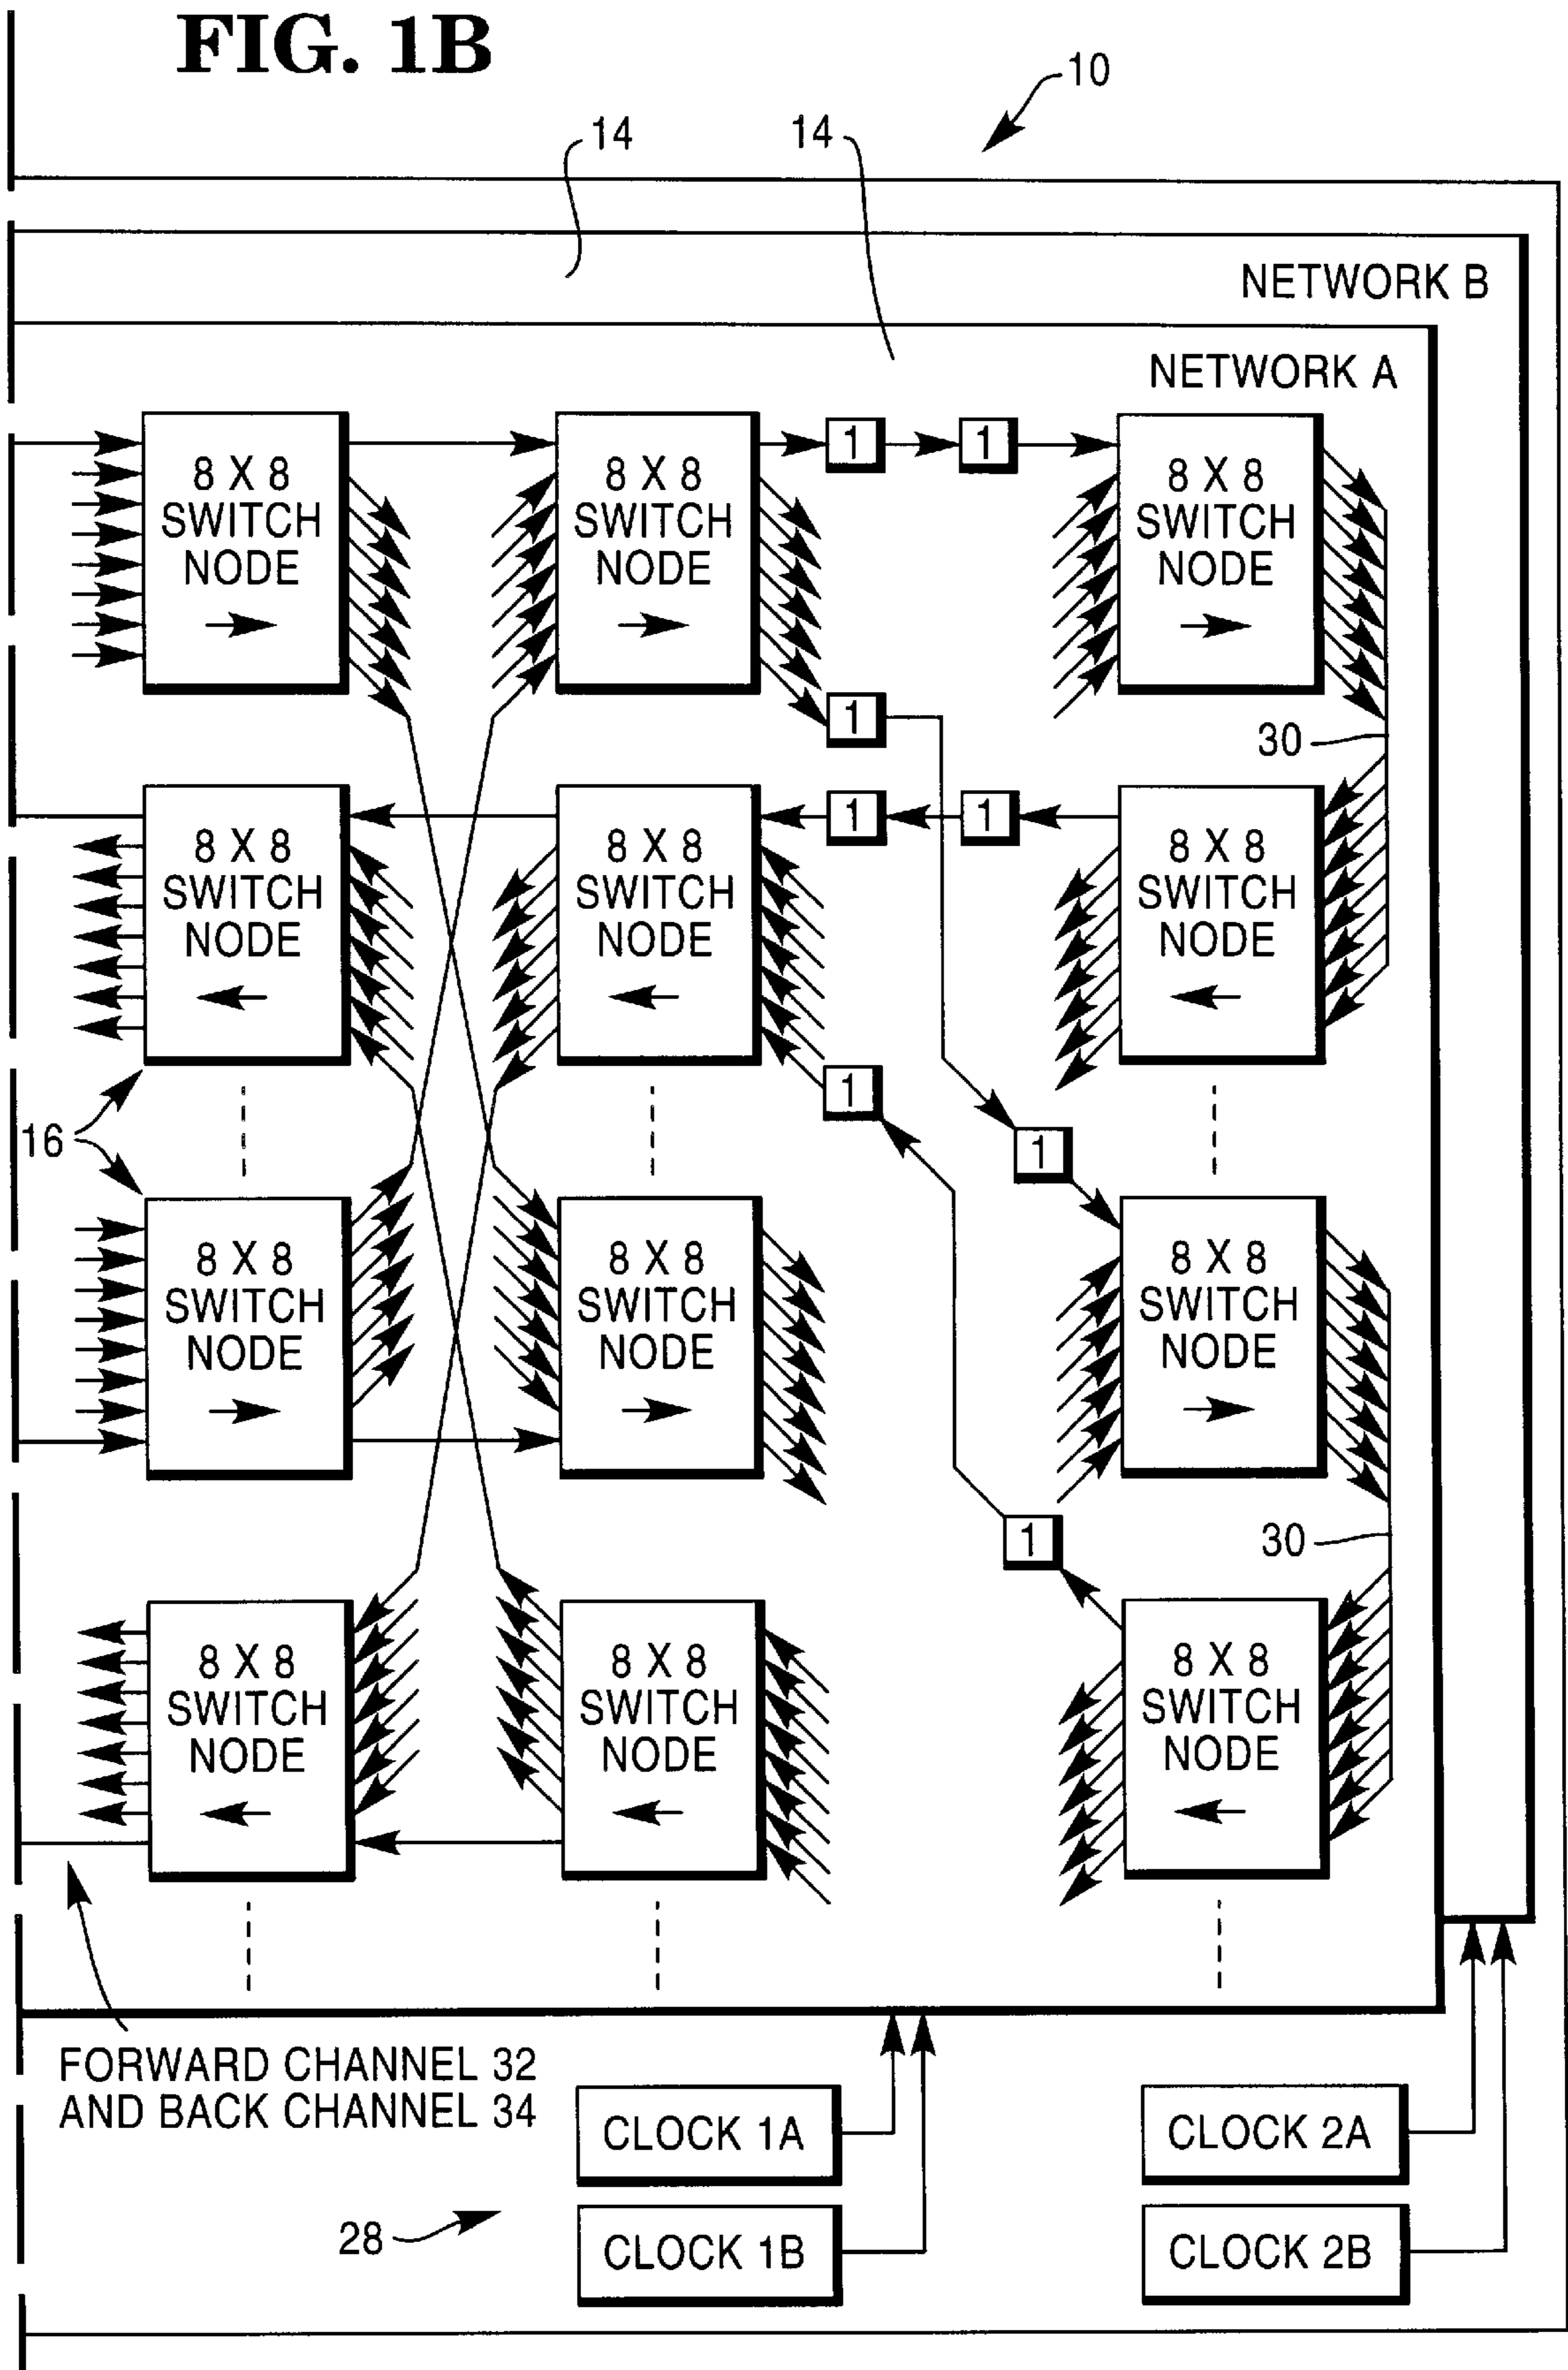 FIG. 1B
10
14
14
NETWORK B
NETWORK A
8 X 8
SWITCH
NODE
8 X 8
SWITCH
NODE
1
1
8 X 8
SWITCH
NODE
1
30
8 X 8
SWITCH
NODE
8 X 8
SWITCH
NODE
1
1
8 X 8
SWITCH
NODE
1
16
1
8 X 8
SWITCH
NODE
8 X 8
SWITCH
NODE
8 X 8
SWITCH
NODE
1
30
8 X 8
SWITCH
NODE
8 X 8
SWITCH
NODE
8 X 8
SWITCH
NODE
FORWARD CHANNEL 32
AND BACK CHANNEL 34
CLOCK 1A
CLOCK 2A
28
CLOCK 1B
CLOCK 2B